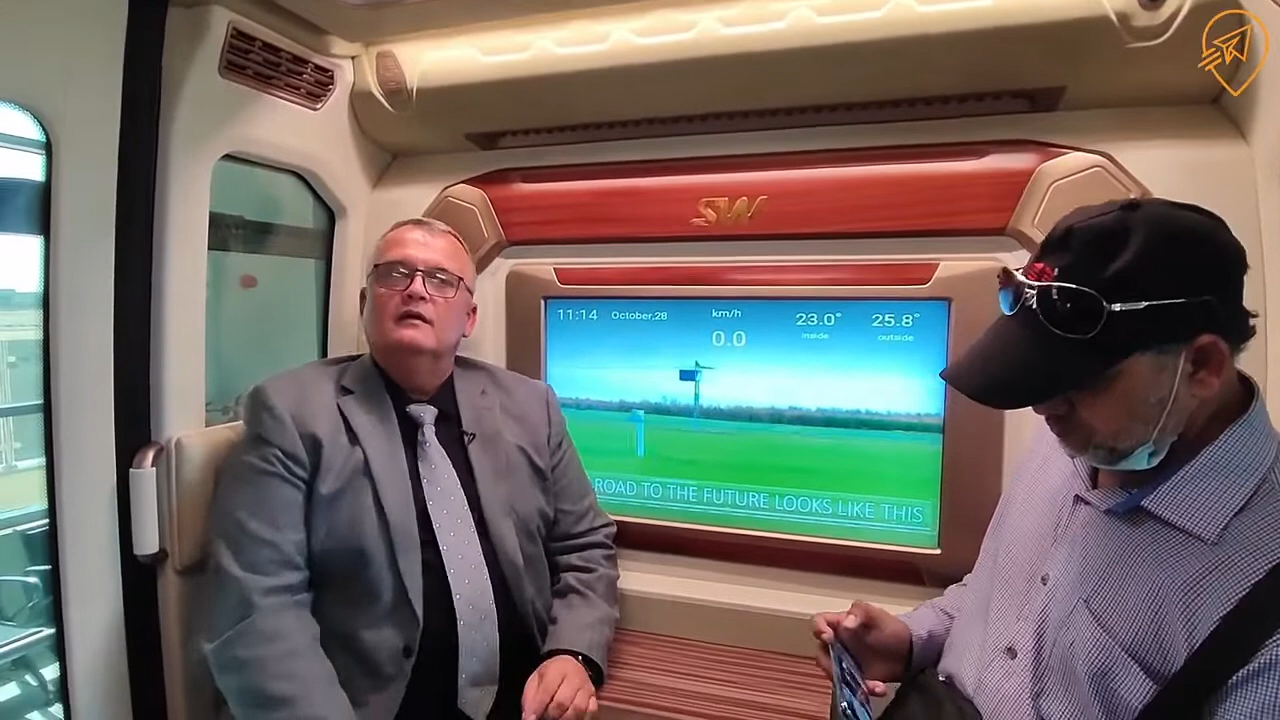 SW
11:14 October,28 km/h 23.0° 25.8°
0.0 inside outside
ROAD TO THE FUTURE LOOKS LIKE THIS